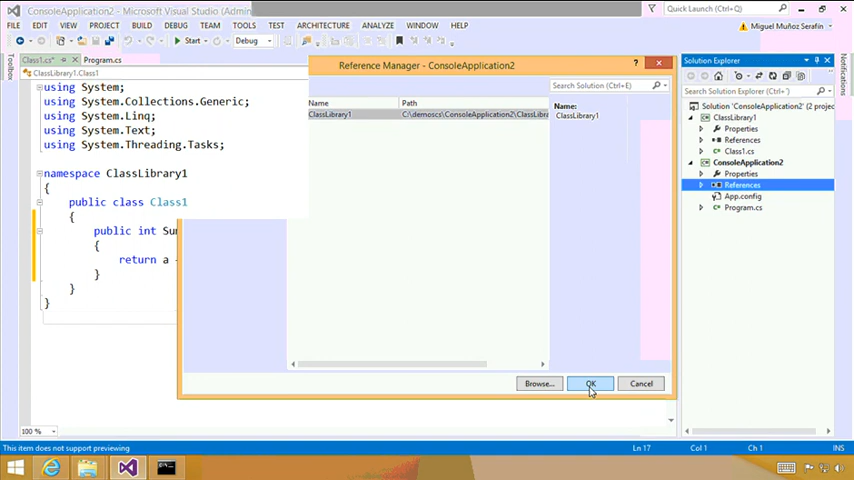 ConsoleApplication2 - Microsoft Visual Studio (Admin
Quick Launch (Ctrl+Q)
FILE EDIT VIEW PROJECT BUILD DEBUG TEAM TOOLS TEST ARCHITECTURE ANALYZE WINDOW HELP
Miguel Muñoz Serafín
Start Debug
Toolbox
Class1.cs* Program.cs
ClassLibrary1.Class1
using System;
using System.Collections.Generic;
using System.Linq;
using System.Text;
using System.Threading.Tasks;
namespace ClassLibrary1
{
public class Class1
{
public int Su
{
return a
}
}
}
100 %
Reference Manager - ConsoleApplication2
?
Search Solution (Ctrl+E)
Name Path
ClassLibrary1 C:\demoscs\ConsoleApplication2\ClassLibra
Name:
ClassLibrary1
Browse... OK Cancel
Solution Explorer
Search Solution Explorer (Ctrl+')
Solution 'ConsoleApplication2' (2 projec
ClassLibrary1
Properties
References
Class1.cs
ConsoleApplication2
Properties
References
App.config
Program.cs
Notifications
This item does not support previewing Ln 17 Col 1 Ch 1 INS